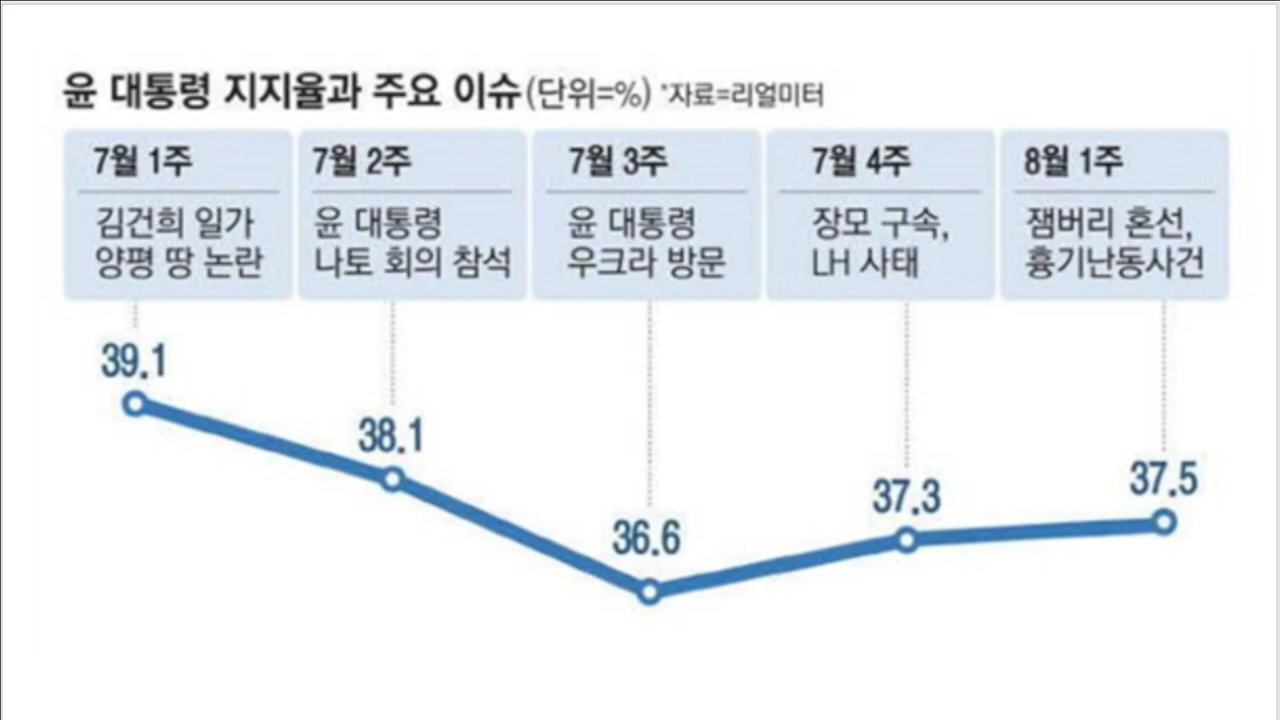 윤 대통령 지지율과 주요 이슈(단위=%) *자료=리얼미터
7월 1주
김건희 일가
양평 땅 논란
7월 2주
윤 대통령
나토 회의 참석
7월 3주
윤 대통령
우크라 방문
7월 4주
장모 구속,
LH 사태
8월 1주
잼버리 혼선,
흉기난동사건
39.1
38.1
36.6
37.3
37.5